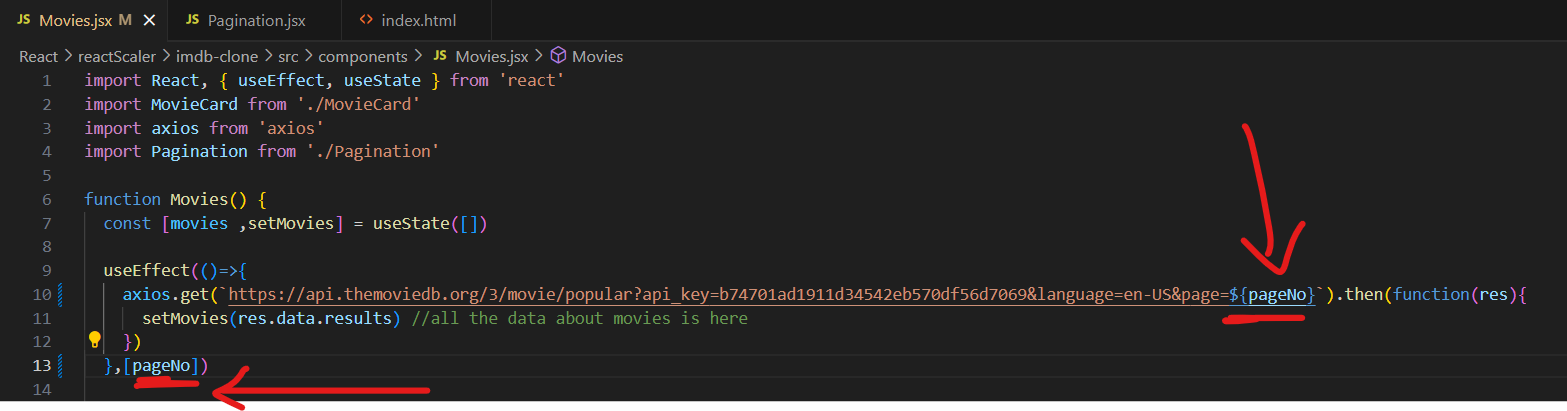 JS Movies.jsx M ✕ JS Pagination.jsx <> index.html
React > reactScaler > imdb-clone > src > components > JS Movies.jsx > Movies
1 import React, { useEffect, useState } from 'react'
2 import MovieCard from './MovieCard'
3 import axios from 'axios'
4 import Pagination from './Pagination'
5
6 function Movies() {
7 const [movies ,setMovies] = useState([])
8
9 useEffect(()=>{
10 axios.get(`https://api.themoviedb.org/3/movie/popular?api_key=b74701ad1911d34542eb570df56d7069&language=en-US&page=${pageNo}`).then(function(res){
11 setMovies(res.data.results) //all the data about movies is here
12 })
13 },[pageNo])
14